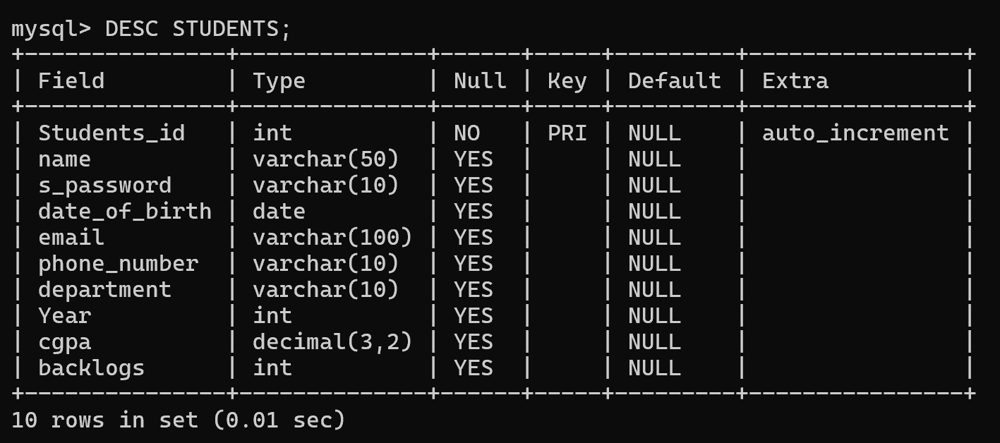 mysql> DESC STUDENTS;
+---------------+--------------+------+-----+---------+----------------+
| Field         | Type         | Null | Key | Default | Extra          |
+---------------+--------------+------+-----+---------+----------------+
| Students_id   | int          | NO   | PRI | NULL    | auto_increment |
| name          | varchar(50)  | YES  |     | NULL    |                |
| s_password    | varchar(10)  | YES  |     | NULL    |                |
| date_of_birth | date         | YES  |     | NULL    |                |
| email         | varchar(100) | YES  |     | NULL    |                |
| phone_number  | varchar(10)  | YES  |     | NULL    |                |
| department    | varchar(10)  | YES  |     | NULL    |                |
| Year          | int          | YES  |     | NULL    |                |
| cgpa          | decimal(3,2) | YES  |     | NULL    |                |
| backlogs      | int          | YES  |     | NULL    |                |
+---------------+--------------+------+-----+---------+----------------+
10 rows in set (0.01 sec)